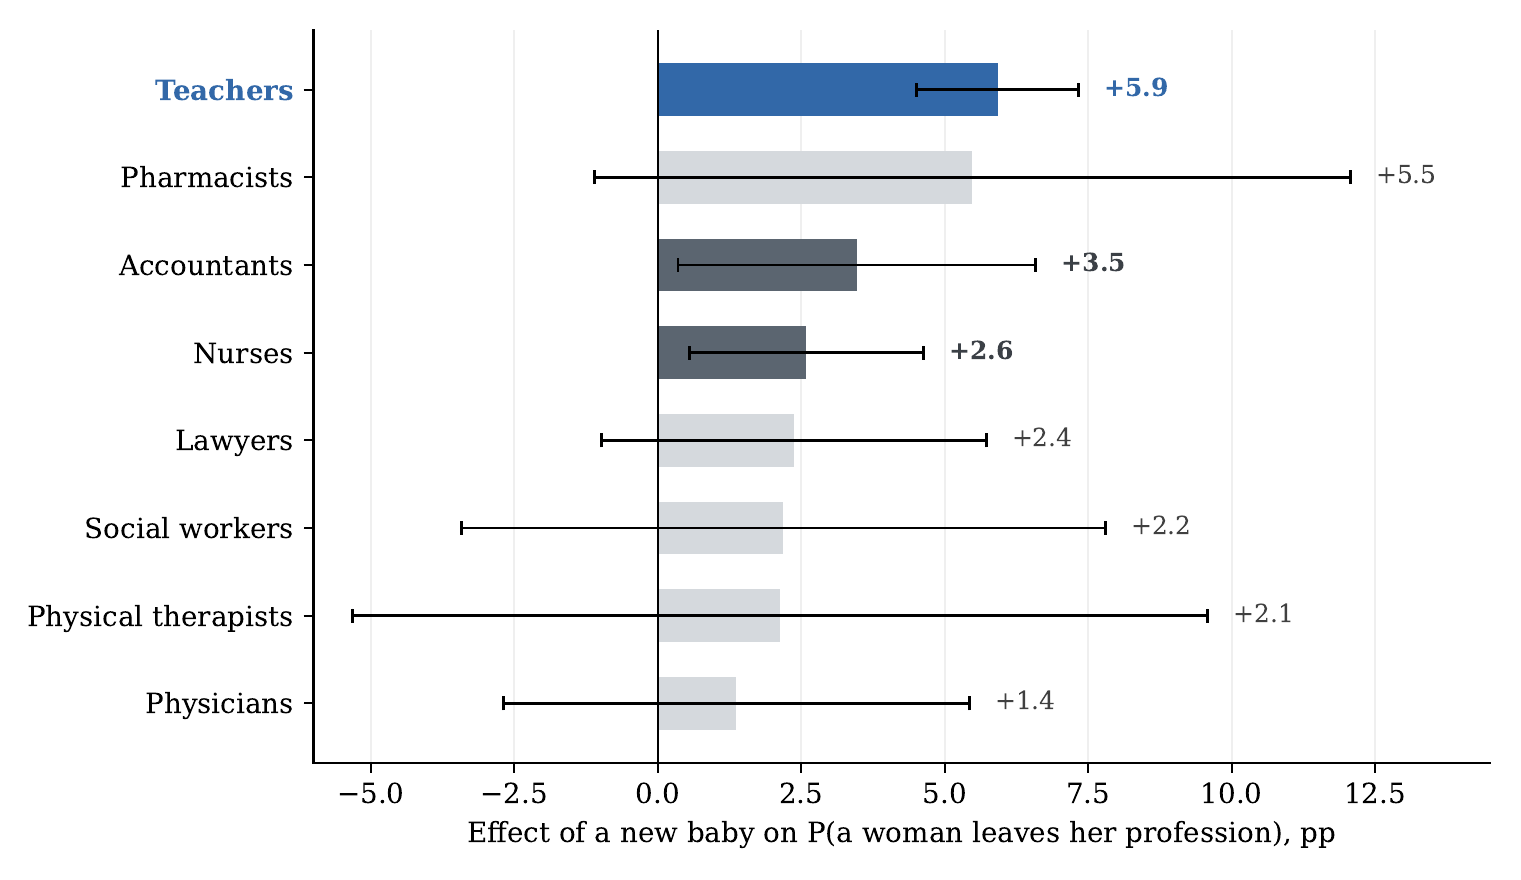 Teachers +5.9
Pharmacists +5.5
Accountants +3.5
Nurses +2.6
Lawyers +2.4
Social workers +2.2
Physical therapists +2.1
Physicians +1.4
−5.0 −2.5 0.0 2.5 5.0 7.5 10.0 12.5
Effect of a new baby on P(a woman leaves her profession), pp